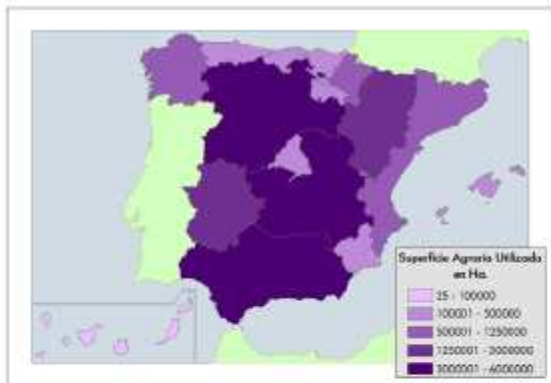 Superficie Agraria Utilizada
en Ha.
25 - 100000
100001 - 500000
500001 - 1250000
1250001 - 3000000
3000001 - 6000000